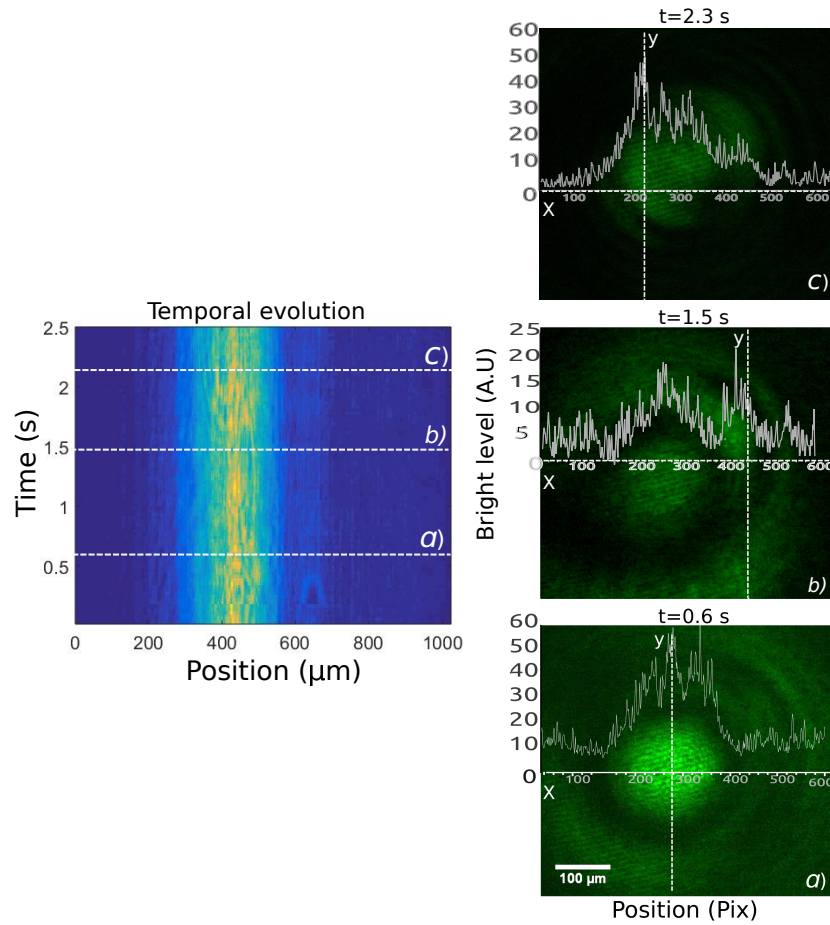 Temporal evolution
2.5
2
1.5
1
0.5
c)
b)
a)
Time (s)
0 200 400 600 800 1000
Position (µm)
t=2.3 s
60
50
40
30
20
10
0
y
X
100 200 300 400 500 600
c)
t=1.5 s
25
20
15
10
5
0
y
X
100 200 300 400 500 600
b)
Bright level (A.U)
t=0.6 s
60
50
40
30
20
10
0
y
X
100 200 300 400 500 600
100 µm
a)
Position (Pix)